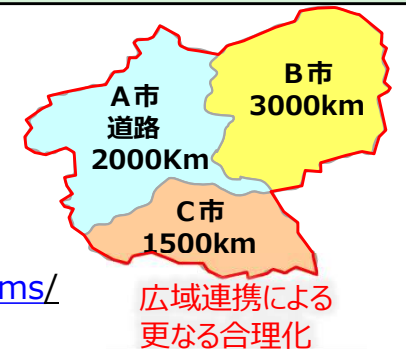 A市
道路
2000Km
B市
3000km
C市
1500km
ms/
広域連携による
更なる合理化